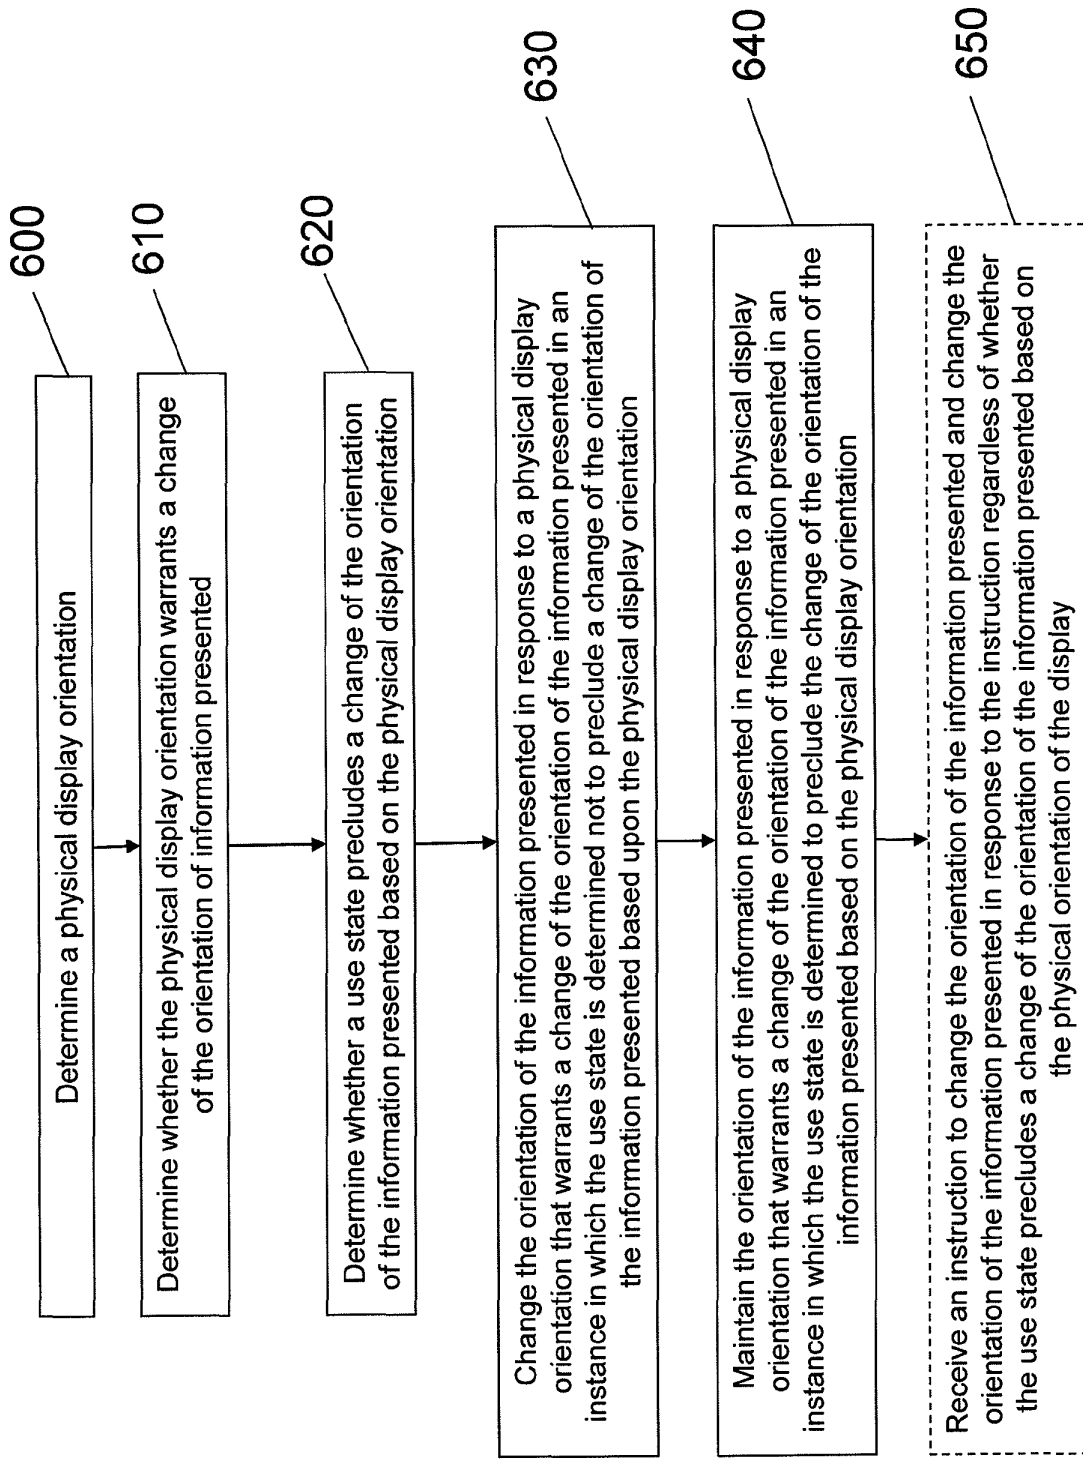 Determine a physical display orientation
600
Determine whether the physical display orientation warrants a change
of the orientation of information presented
610
Determine whether a use state precludes a change of the orientation
of the information presented based on the physical display orientation
620
Change the orientation of the information presented in response to a physical display
orientation that warrants a change of the orientation of the information presented in an
instance in which the use state is determined not to preclude a change of the orientation of
the information presented based upon the physical display orientation
630
Maintain the orientation of the information presented in response to a physical display
orientation that warrants a change of the orientation of the information presented in an
instance in which the use state is determined to preclude the change of the orientation of the
information presented based on the physical display orientation
640
Receive an instruction to change the orientation of the information presented and change the
orientation of the information presented in response to the instruction regardless of whether
the use state precludes a change of the orientation of the information presented based on
the physical orientation of the display
650